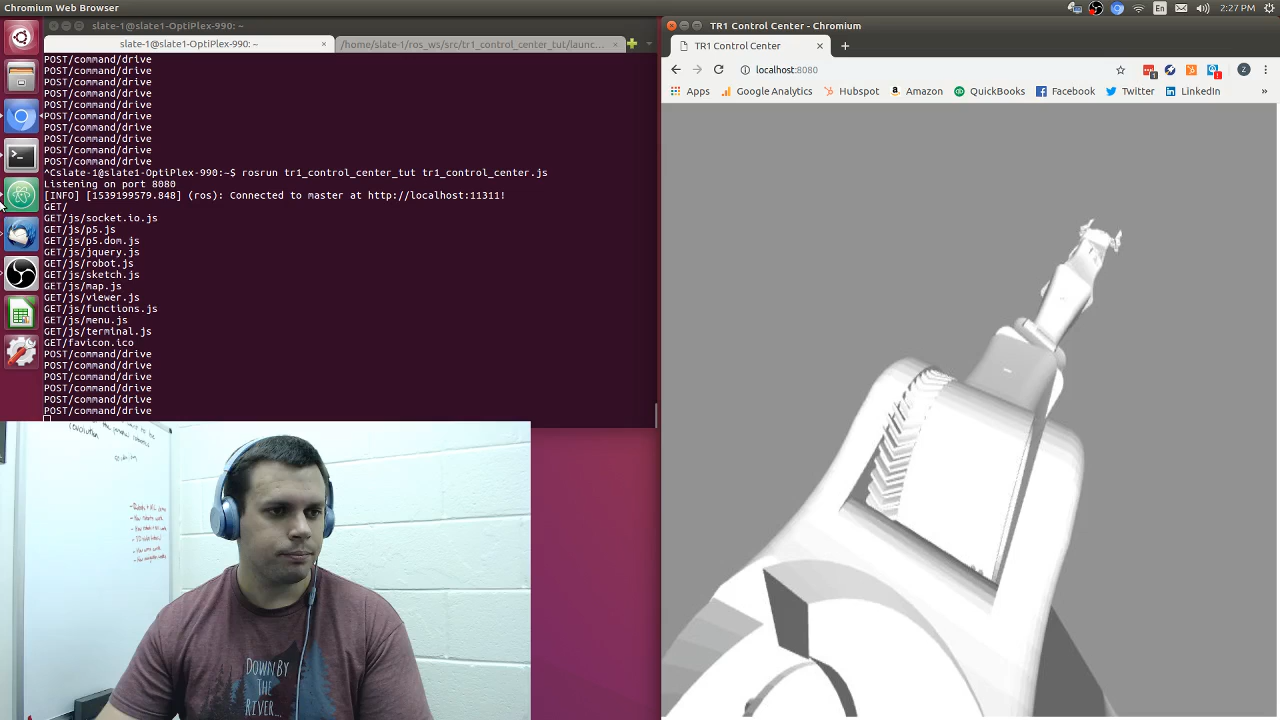 Chromium Web Browser
En
2:27 PM
slate-1@slate1-OptiPlex-990: ~
slate-1@slate1-OptiPlex-990: ~ ×
/home/slate-1/ros_ws/src/tr1_control_center_tut/launc... ×
POST/command/drive
POST/command/drive
POST/command/drive
POST/command/drive
POST/command/drive
POST/command/drive
POST/command/drive
POST/command/drive
POST/command/drive
POST/command/drive
^Cslate-1@slate1-OptiPlex-990:~$ rosrun tr1_control_center_tut tr1_control_center.js
Listening on port 8080
[INFO] [1539199579.848] (ros): Connected to master at http://localhost:11311!
GET/
GET/js/socket.io.js
GET/js/p5.js
GET/js/p5.dom.js
GET/js/jquery.js
GET/js/robot.js
GET/js/sketch.js
GET/js/map.js
GET/js/viewer.js
GET/js/functions.js
GET/js/menu.js
GET/js/terminal.js
GET/favicon.ico
POST/command/drive
POST/command/drive
POST/command/drive
POST/command/drive
POST/command/drive
POST/command/drive
TR1 Control Center - Chromium
TR1 Control Center
localhost:8080
1
1
Z
Apps
Google Analytics
Hubspot
Amazon
QuickBooks
Facebook
Twitter
LinkedIn
»
DOWN BY
THE
RIVER...